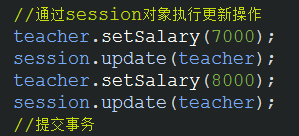 //通过session对象执行更新操作
teacher.setSalary(7000);
session.update(teacher);
teacher.setSalary(8000);
session.update(teacher);
//提交事务